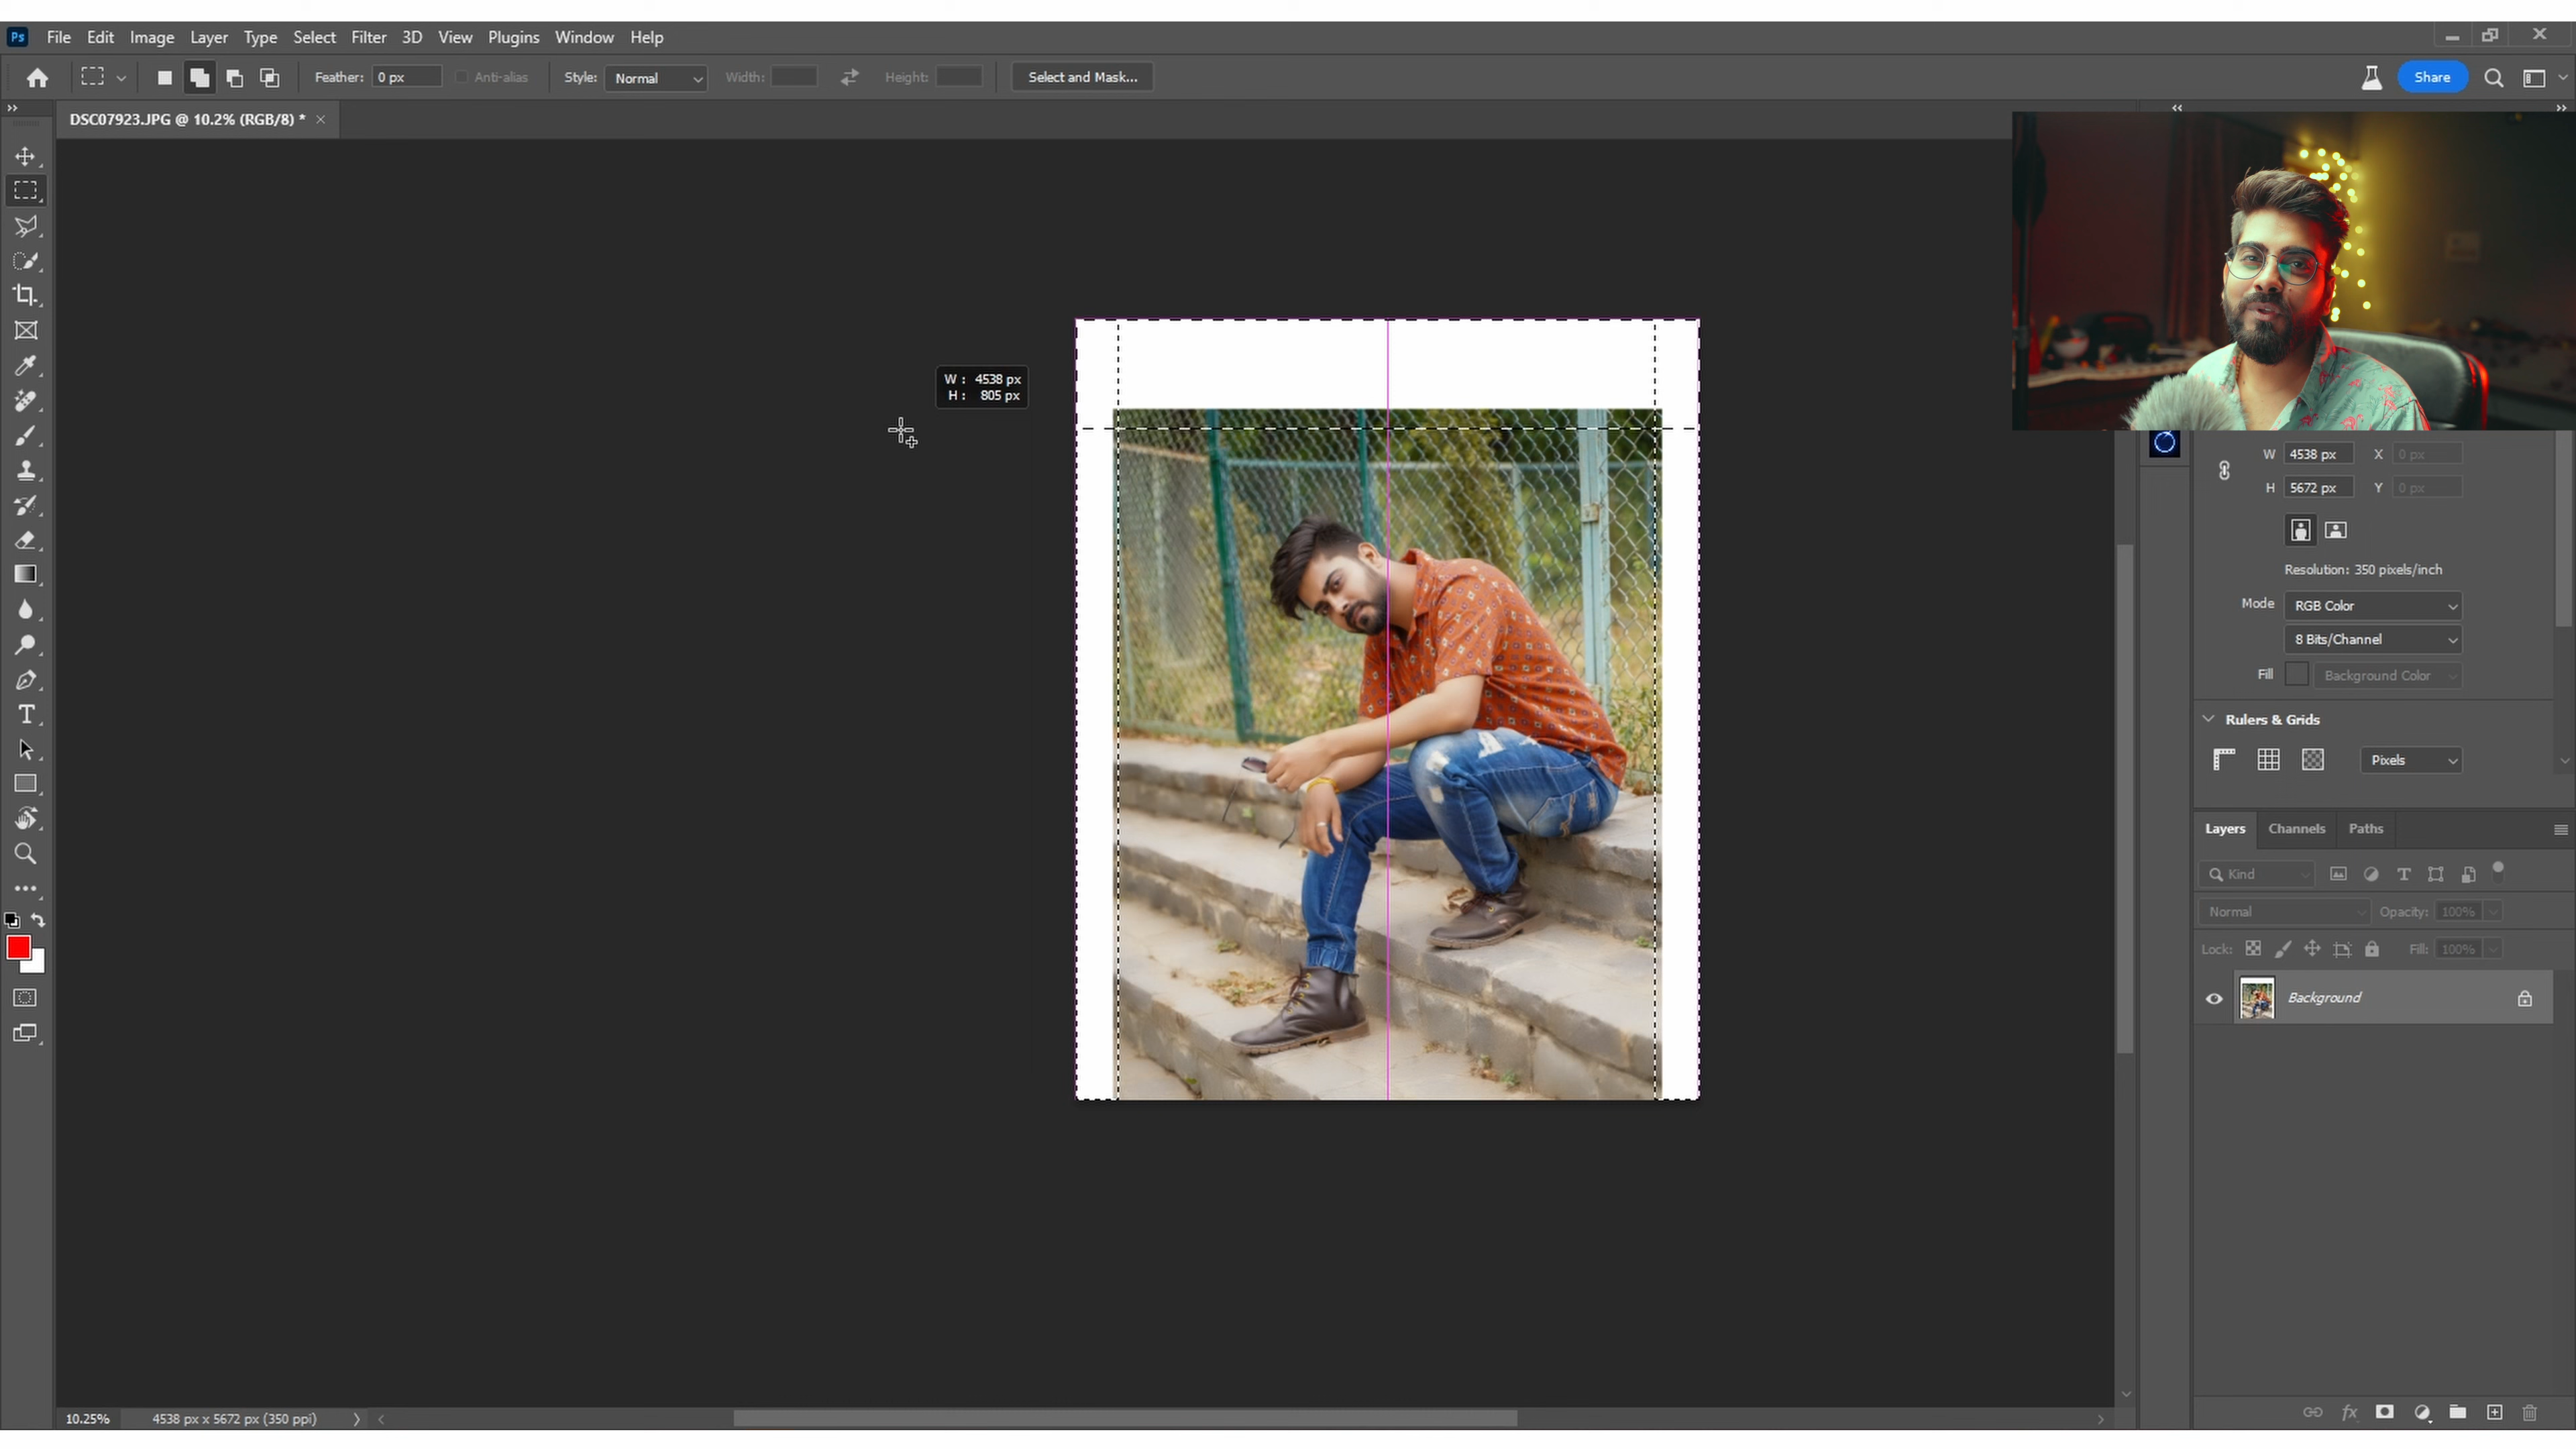 Ps File Edit Image Layer Type Select Filter 3D View Plugins Window Help
Feather: 0 px Anti-alias Style: Normal Width: Height: Select and Mask... Share
DSC07923.JPG @ 10.2% (RGB/8) * ×
W : 4538 px
H : 805 px
W 4538 px X 0 px
H 5672 px Y 0 px
Resolution: 350 pixels/inch
Mode RGB Color
8 Bits/Channel
Fill Background Color
Rulers & Grids
Pixels
Layers Channels Paths
Kind
Normal Opacity: 100%
Lock: Fill: 100%
Background
fx
10.25% 4538 px x 5672 px (350 ppi)